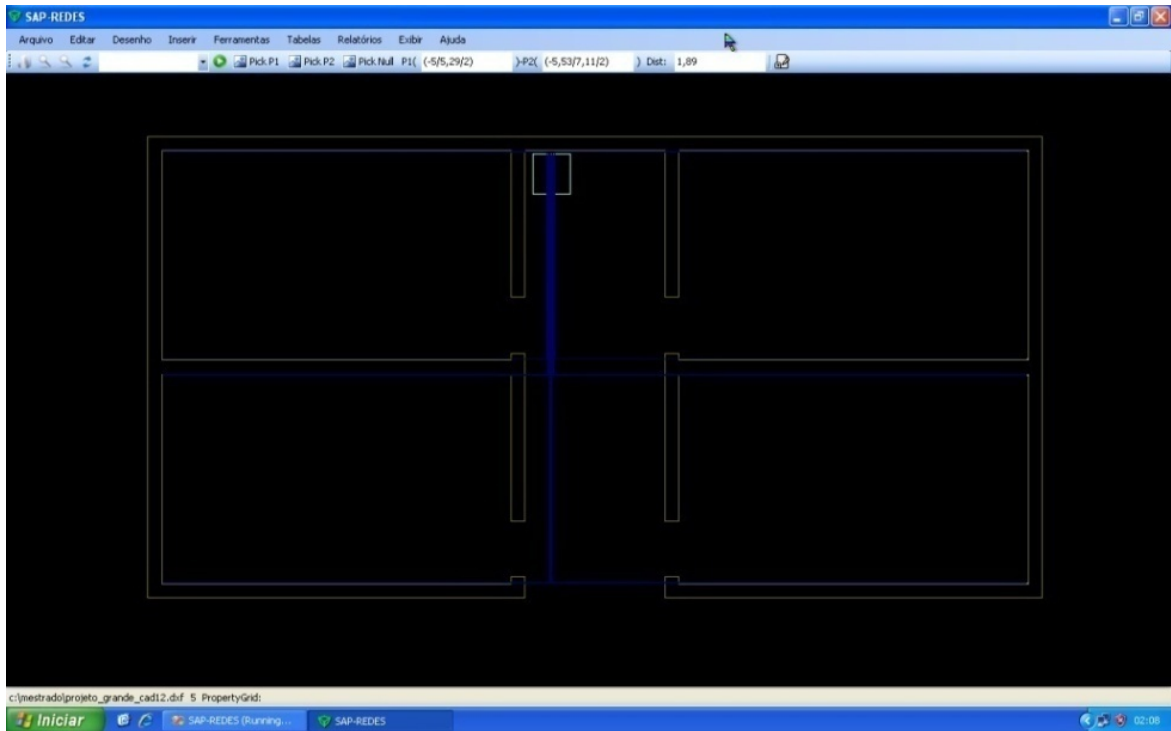 SAP-REDES
Arquivo Editar Desenho Inserir Ferramentas Tabelas Relatórios Exibir Ajuda
Pick P1 Pick P2 Pick Null P1( (-5/5,29/2) )-P2( (-5,53/7,11/2) ) Dist: 1,89
c:\mestrado\projeto_grande_cad12.dxf 5 PropertyGrid:
Iniciar SAP-REDES (Running... SAP-REDES 02:08